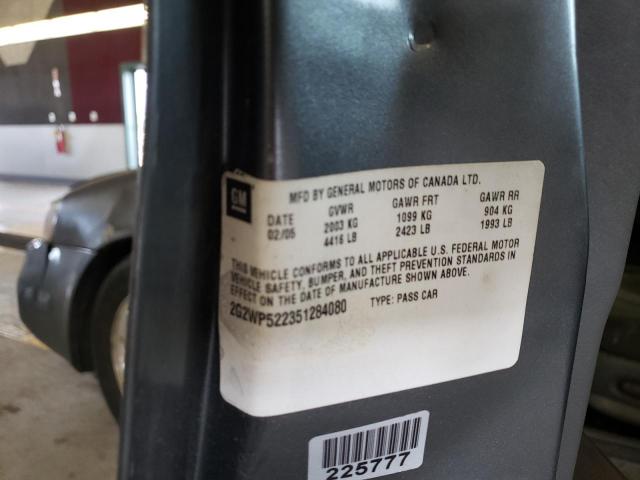 GM
MFD BY GENERAL MOTORS OF CANADA LTD.
DATE GVWR GAWR FRT GAWR RR
02/05 2003 KG 1099 KG 904 KG
4416 LB 2423 LB 1993 LB
THIS VEHICLE CONFORMS TO ALL APPLICABLE U.S. FEDERAL MOTOR
VEHICLE SAFETY, BUMPER, AND THEFT PREVENTION STANDARDS IN
EFFECT ON THE DATE OF MANUFACTURE SHOWN ABOVE.
2G2WP522351284080 TYPE: PASS CAR
225777